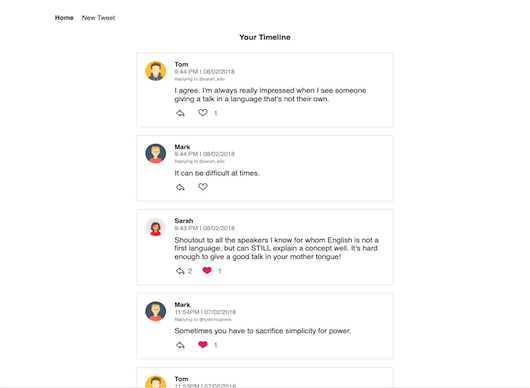 Home New Tweet
Your Timeline
Tom
9:44 PM | 08/02/2018
Replying to @sarah_edo
I agree. I'm always really impressed when I see someone
giving a talk in a language that's not their own.
1
Mark
9:44 PM | 08/02/2018
Replying to @sarah_edo
It can be difficult at times.
Sarah
9:43 PM | 08/02/2018
Shoutout to all the speakers I know for whom English is not a
first language, but can STILL explain a concept well. It's hard
enough to give a good talk in your mother tongue!
2 1
Mark
11:54PM | 07/02/2018
Replying to @tylermcginnis
Sometimes you have to sacrifice simplicity for power.
1
Tom
11:53PM | 07/02/2018